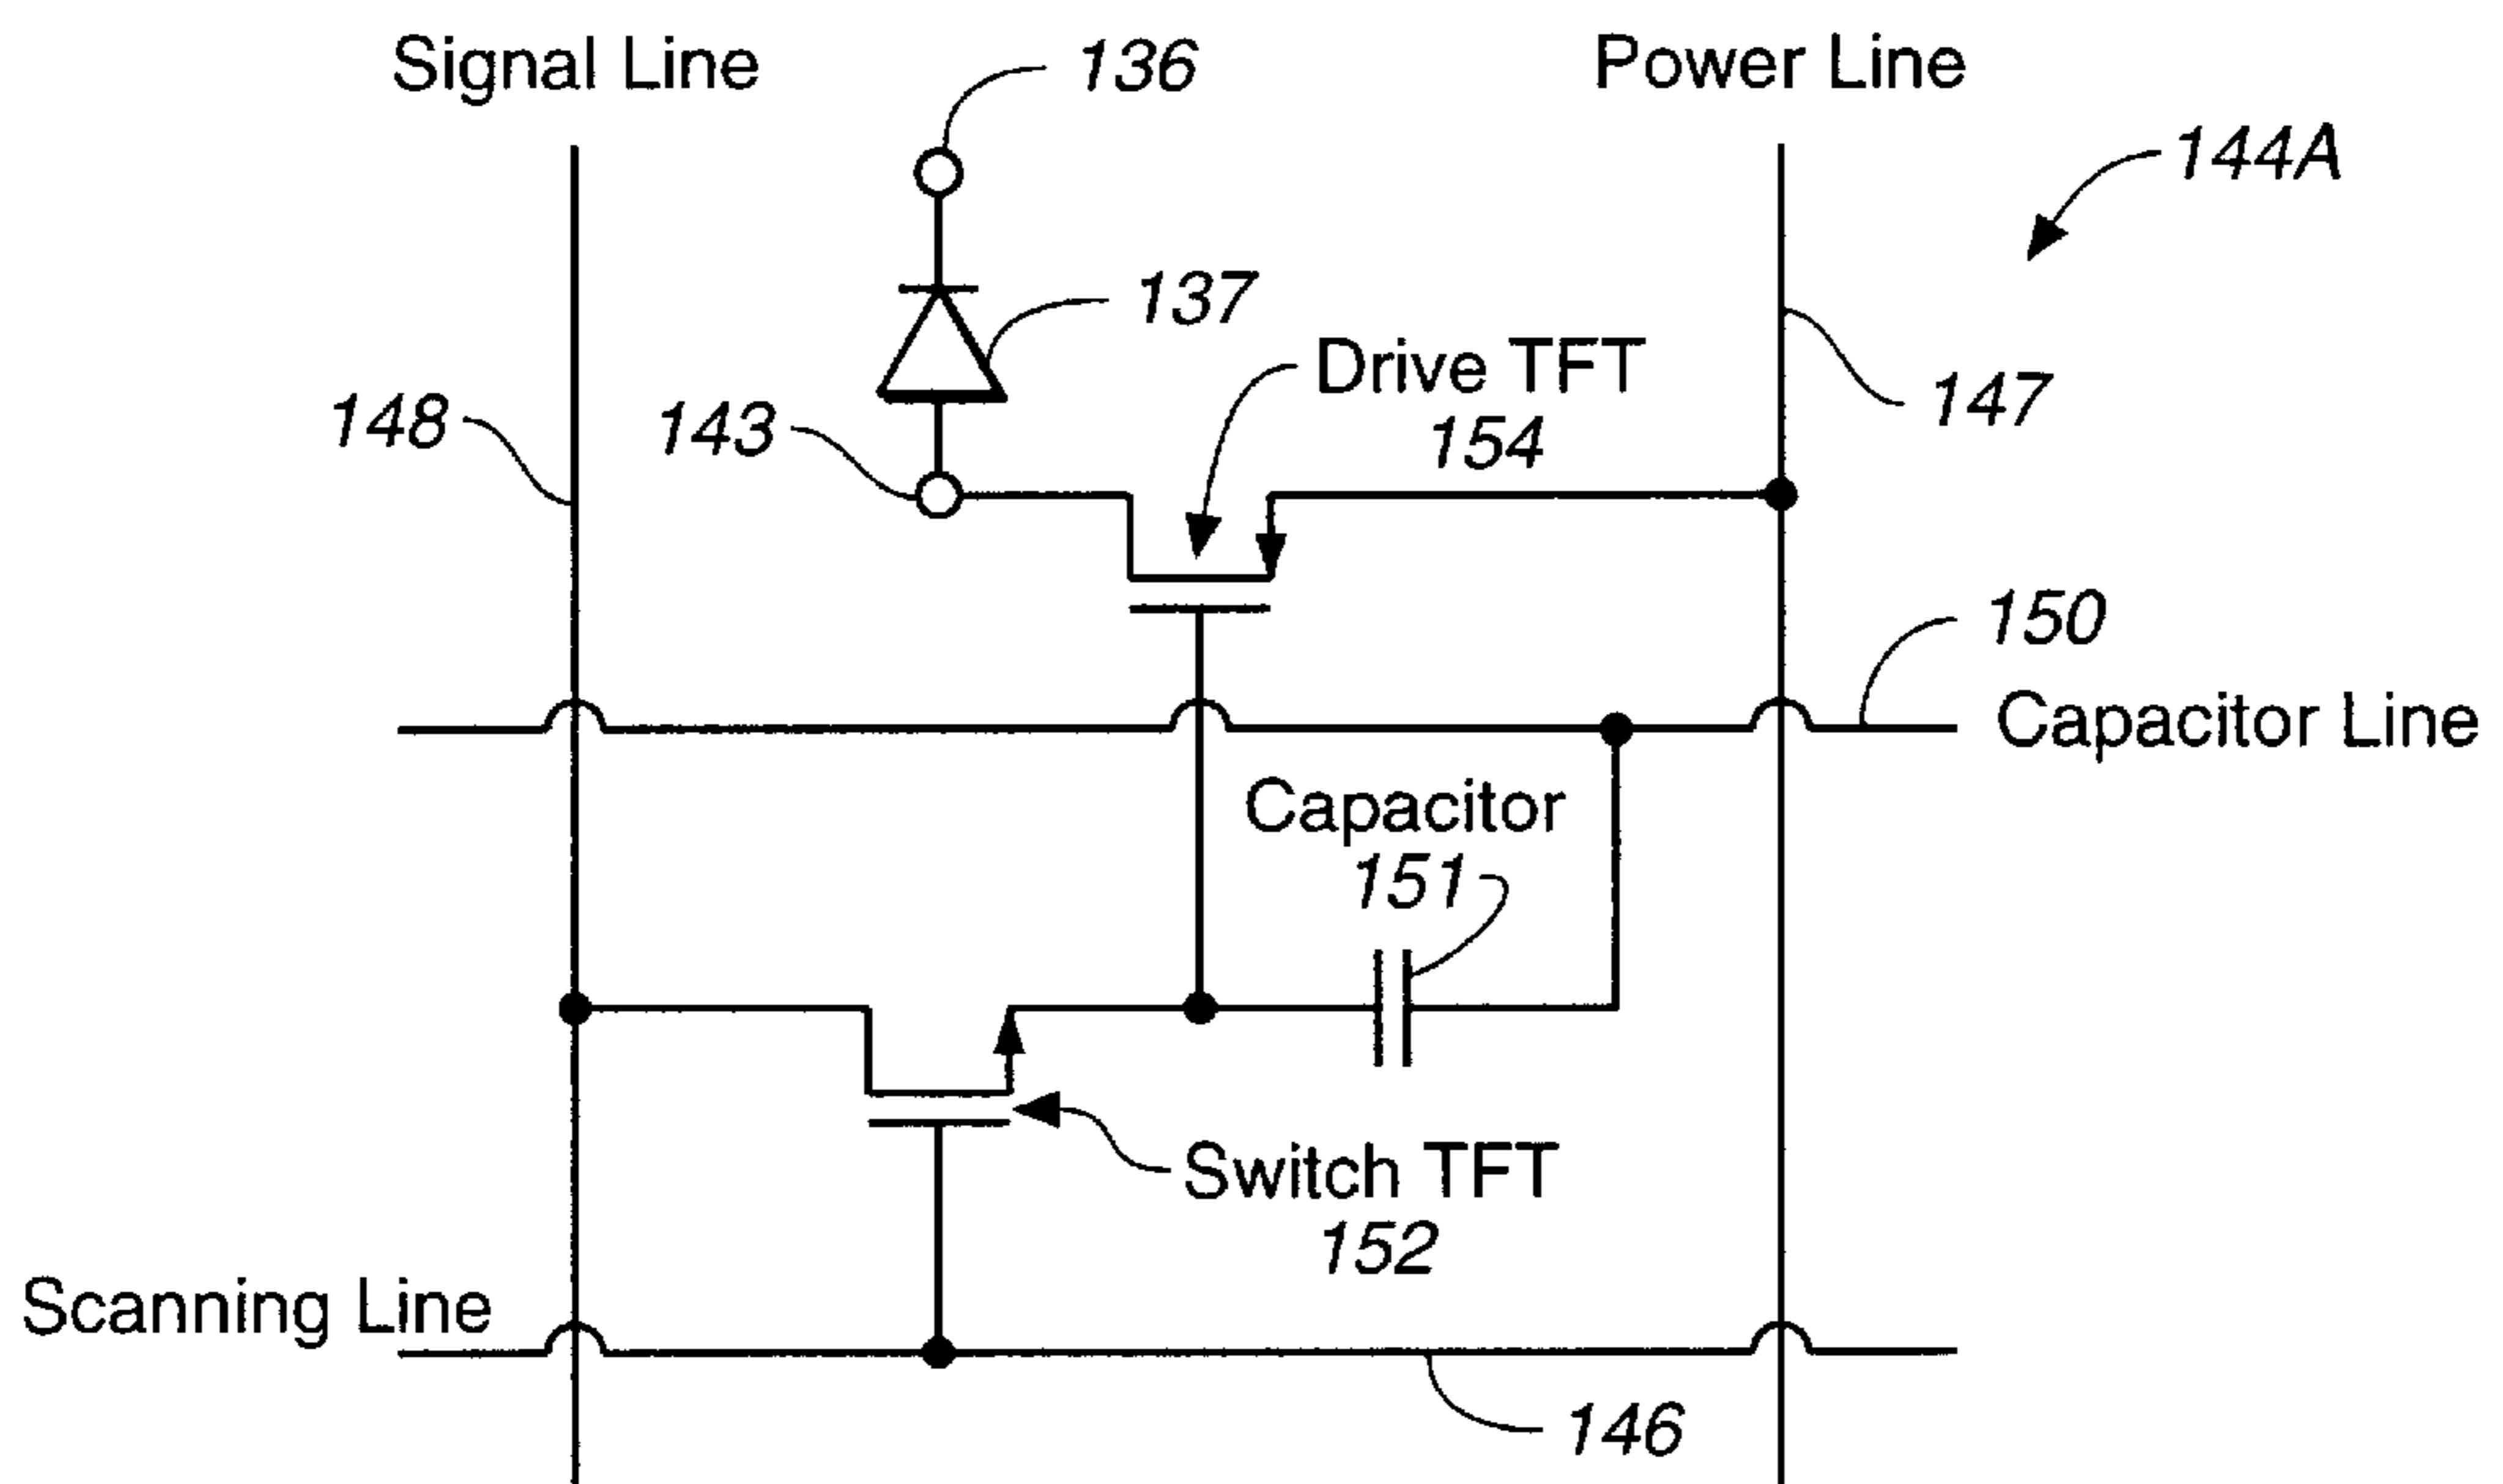 Signal Line
136
Power Line
144A
137
Drive TFT
154
148
143
147
150
Capacitor Line
Capacitor
151
Switch TFT
152
Scanning Line
146